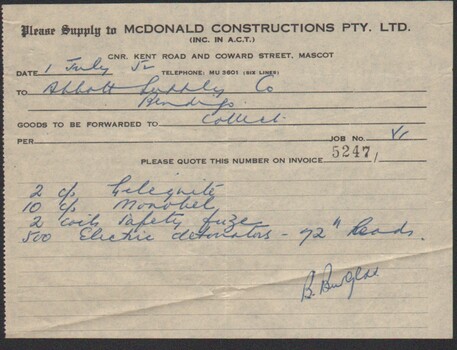 Please Supply to McDONALD CONSTRUCTIONS PTY. LTD.
(INC. IN A.C.T.)
CNR. KENT ROAD AND COWARD STREET, MASCOT
DATE 1 July 52 TELEPHONE: MU 3601 (SIX LINES)
TO Abbott Supply Co
GOODS TO BE FORWARDED TO Collect
PER JOB No.
PLEASE QUOTE THIS NUMBER ON INVOICE 5247/
2 c/s Gelignite
10 c/s Monobel
2 coils Safety fuze
500 Electric detonators - 72" Leads.
B.